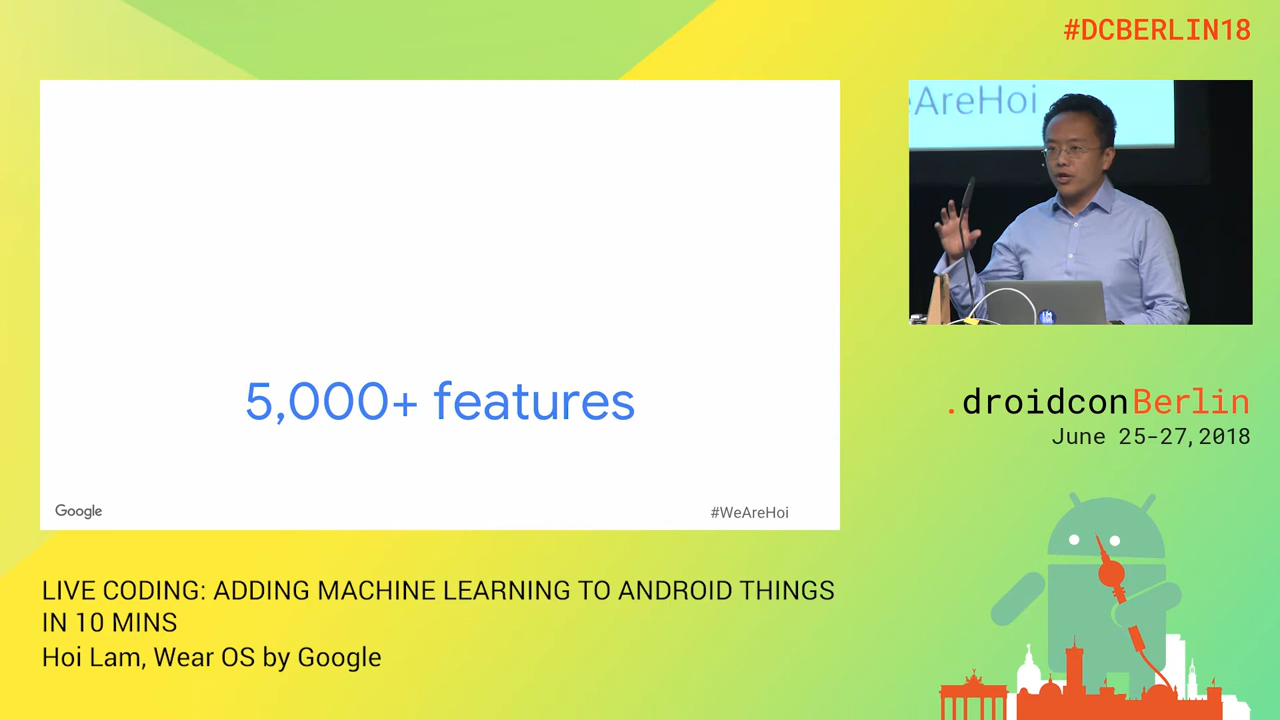 #DCBERLIN18
eAreHoi
5,000+ features
Google
#WeAreHoi
.droidconBerlin
June 25-27, 2018
LIVE CODING: ADDING MACHINE LEARNING TO ANDROID THINGS
IN 10 MINS
Hoi Lam, Wear OS by Google